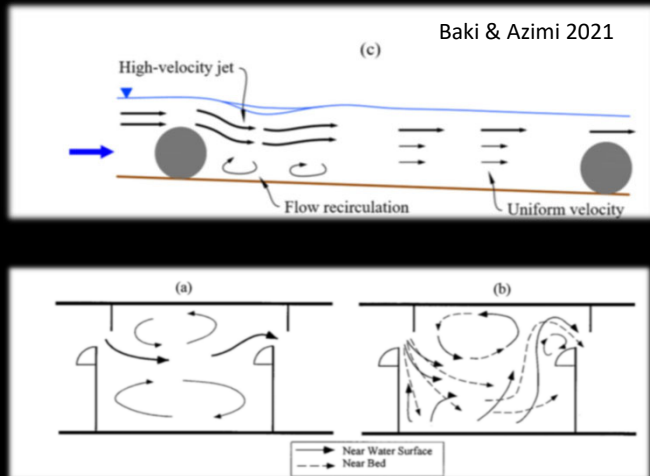 Baki & Azimi 2021
(c)
High-velocity jet
Flow recirculation
Uniform velocity
(a)
(b)
Near Water Surface
Near Bed